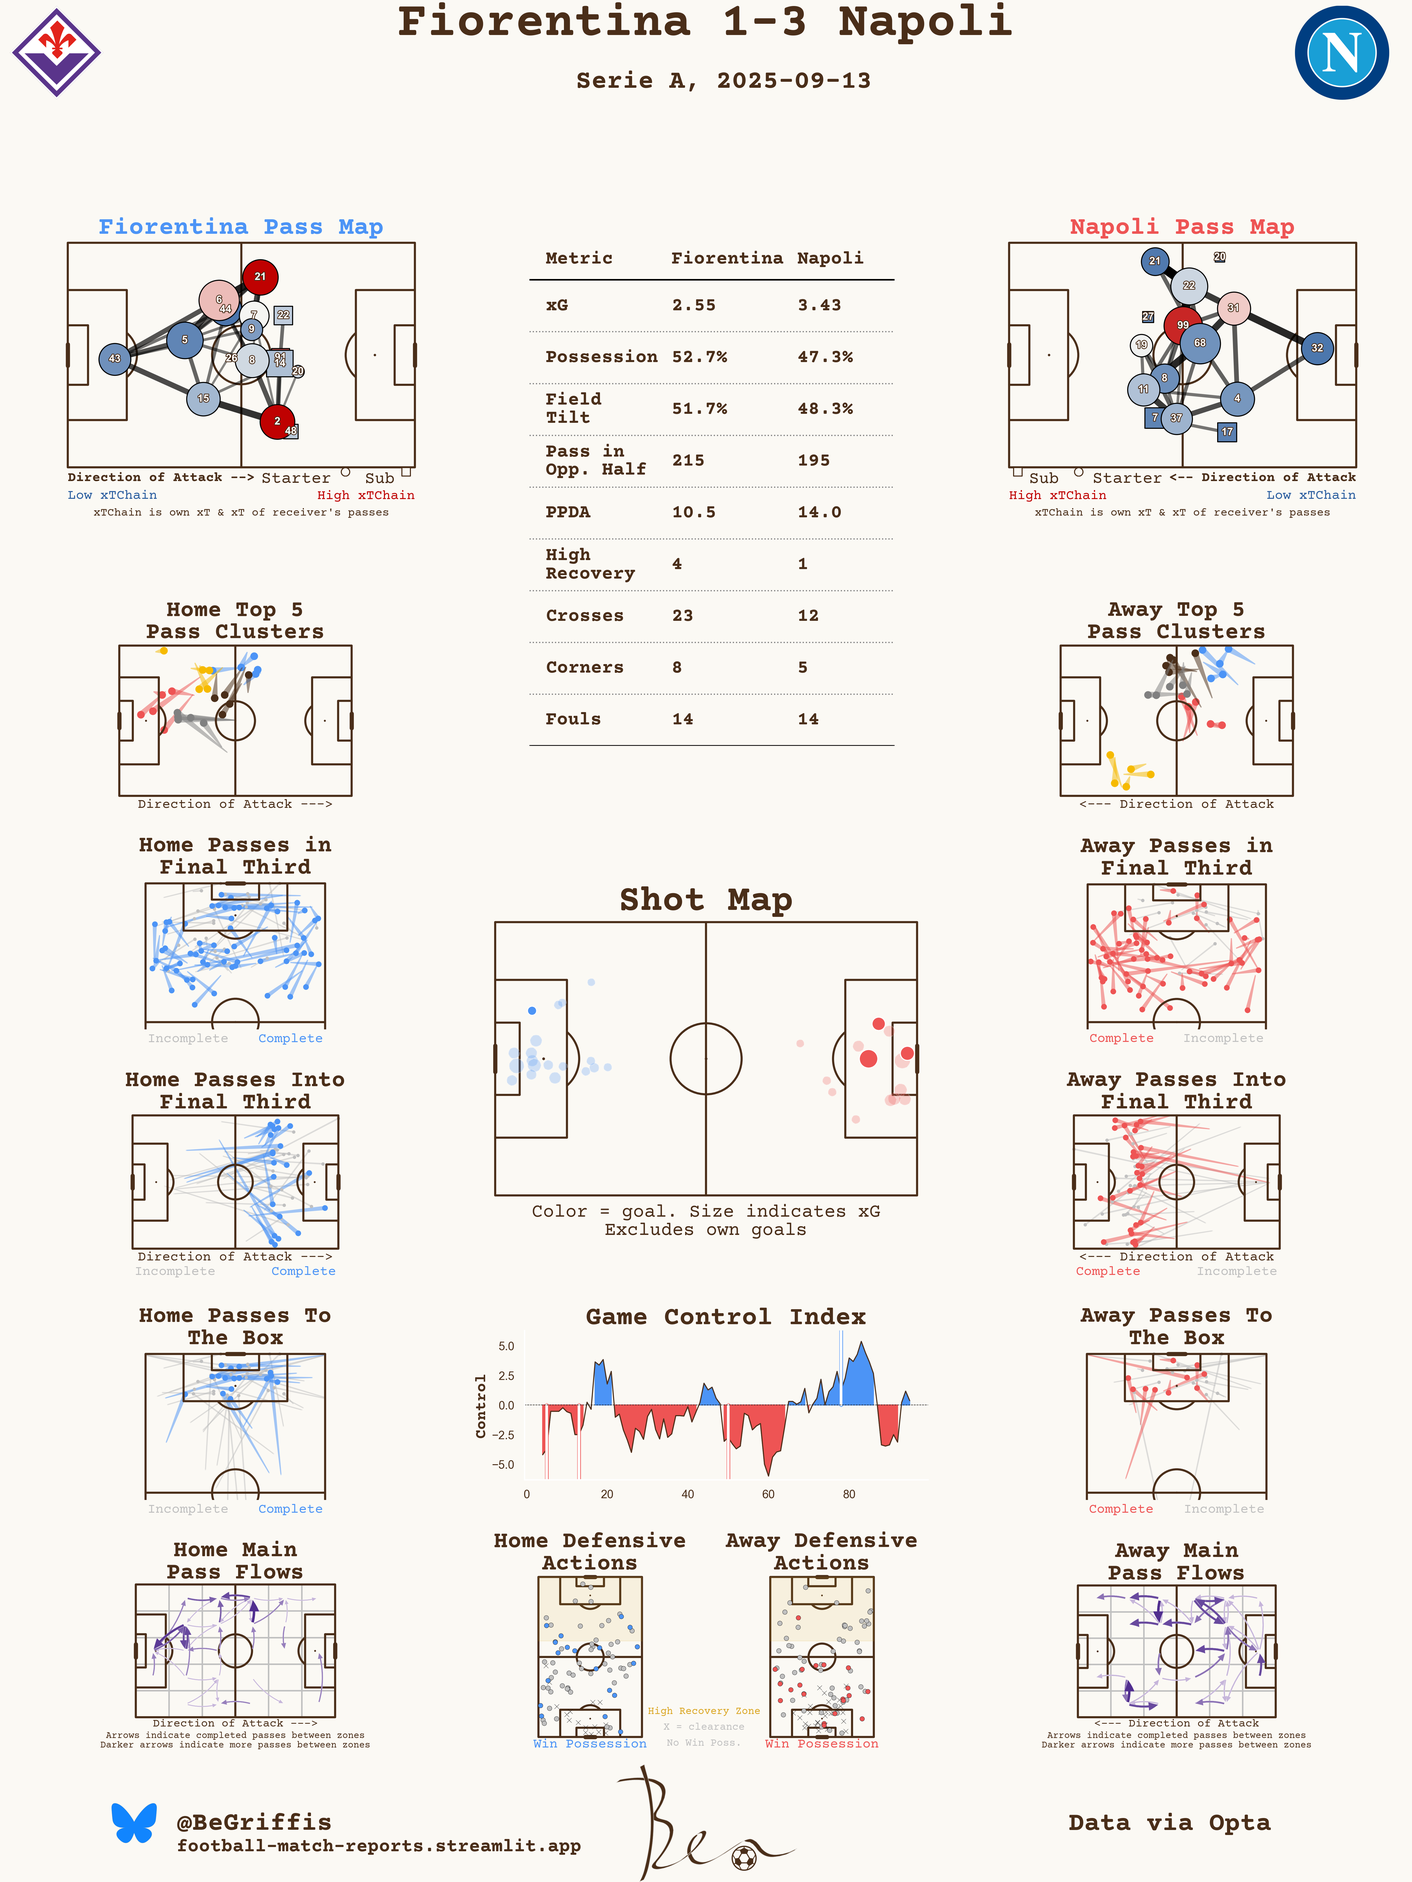 Fiorentina 1-3 Napoli
Serie A, 2025-09-13
N
Fiorentina Pass Map
21
6
44
7
22
9
5
43
26
8
91
14
20
15
2
48
Direction of Attack --> Starter Sub
Low xTChain High xTChain
xTChain is own xT & xT of receiver's passes
Metric Fiorentina Napoli
xG 2.55 3.43
Possession 52.7% 47.3%
Field
Tilt 51.7% 48.3%
Pass in
Opp. Half 215 195
PPDA 10.5 14.0
High
Recovery 4 1
Crosses 23 12
Corners 8 5
Fouls 14 14
Napoli Pass Map
21
20
22
31
27
99
19
68
32
8
11
4
7
37
17
Sub Starter <-- Direction of Attack
High xTChain Low xTChain
xTChain is own xT & xT of receiver's passes
Home Top 5
Pass Clusters
Direction of Attack --->
Away Top 5
Pass Clusters
<--- Direction of Attack
Home Passes in
Final Third
Incomplete Complete
Away Passes in
Final Third
Complete Incomplete
Shot Map
Color = goal. Size indicates xG
Excludes own goals
Home Passes Into
Final Third
Direction of Attack --->
Incomplete Complete
Away Passes Into
Final Third
<--- Direction of Attack
Complete Incomplete
Home Passes To
The Box
Incomplete Complete
Game Control Index
Control
5.0
2.5
0.0
−2.5
−5.0
0 20 40 60 80
Away Passes To
The Box
Complete Incomplete
Home Main
Pass Flows
Direction of Attack --->
Arrows indicate completed passes between zones
Darker arrows indicate more passes between zones
Home Defensive
Actions
Win Possession
High Recovery Zone
X = clearance
No Win Poss.
Away Defensive
Actions
Win Possession
Away Main
Pass Flows
<--- Direction of Attack
Arrows indicate completed passes between zones
Darker arrows indicate more passes between zones
@BeGriffis
football-match-reports.streamlit.app
Ben
Data via Opta